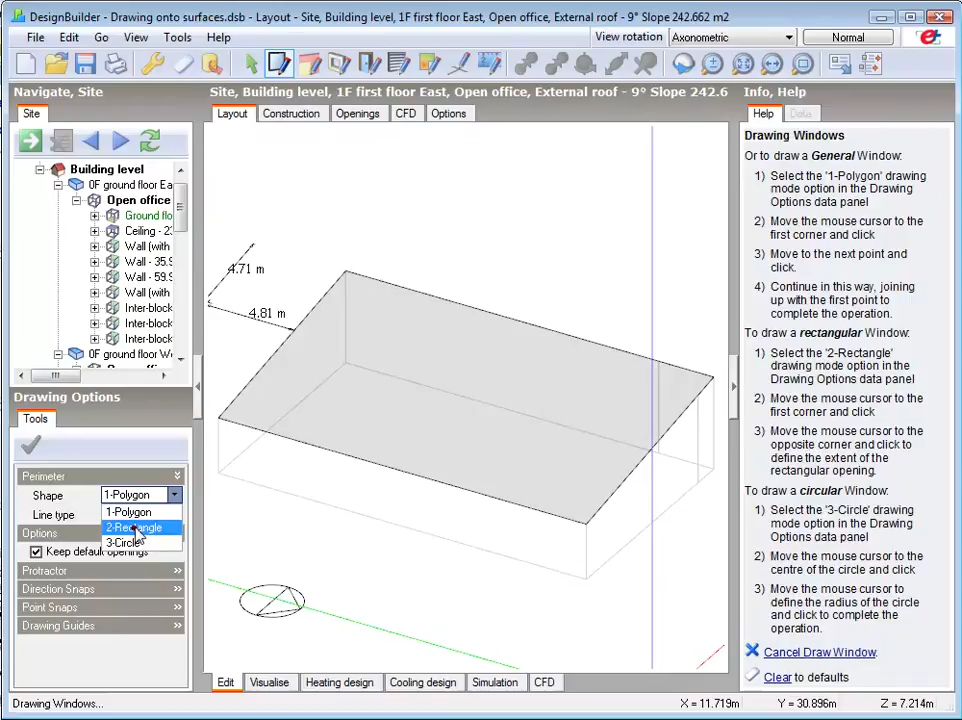 DesignBuilder - Drawing onto surfaces.dsb - Layout - Site, Building level, 1F first floor East, Open office, External roof - 9° Slope 242.662 m2
File Edit Go View Tools Help
View rotation Axonometric Normal
Navigate, Site
Site, Building level, 1F first floor East, Open office, External roof - 9° Slope 242.6
Info, Help
Site
Layout Construction Openings CFD Options
Help Data
Building level
0F ground floor Ea
Open office
Ground flo
Ceiling - 23
Wall (with
Wall - 35.9
Wall - 59.9
Wall (with
Inter-block
Inter-block
Inter-block
0F ground floor We
4.71 m
4.81 m
Drawing Options
Tools
Perimeter
Shape 1-Polygon
1-Polygon
Line type
2-Rectangle
Options
3-Circle
Keep default openings
Protractor
Direction Snaps
Point Snaps
Drawing Guides
Drawing Windows
Or to draw a General Window:
1) Select the '1-Polygon' drawing
mode option in the Drawing
Options data panel
2) Move the mouse cursor to the
first corner and click
3) Move to the next point and
click.
4) Continue in this way, joining
up with the first point to
complete the operation.
To draw a rectangular Window:
1) Select the '2-Rectangle'
drawing mode option in the
Drawing Options data panel
2) Move the mouse cursor to the
first corner and click
3) Move the mouse cursor to the
opposite corner and click to
define the extent of the
rectangular opening.
To draw a circular Window:
1) Select the '3-Circle' drawing
mode option in the Drawing
Options data panel
2) Move the mouse cursor to the
centre of the circle and click
3) Move the mouse cursor to
define the radius of the circle
and click to complete the
operation.
Cancel Draw Window.
Clear to defaults
Edit Visualise Heating design Cooling design Simulation CFD
Drawing Windows...
X = 11.719m Y = 30.896m Z = 7.214m